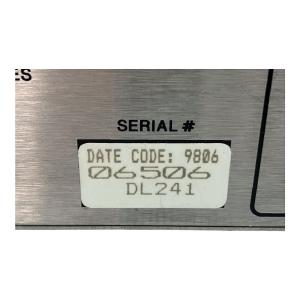 ES
SERIAL #
DATE CODE: 9806
06506
DL241